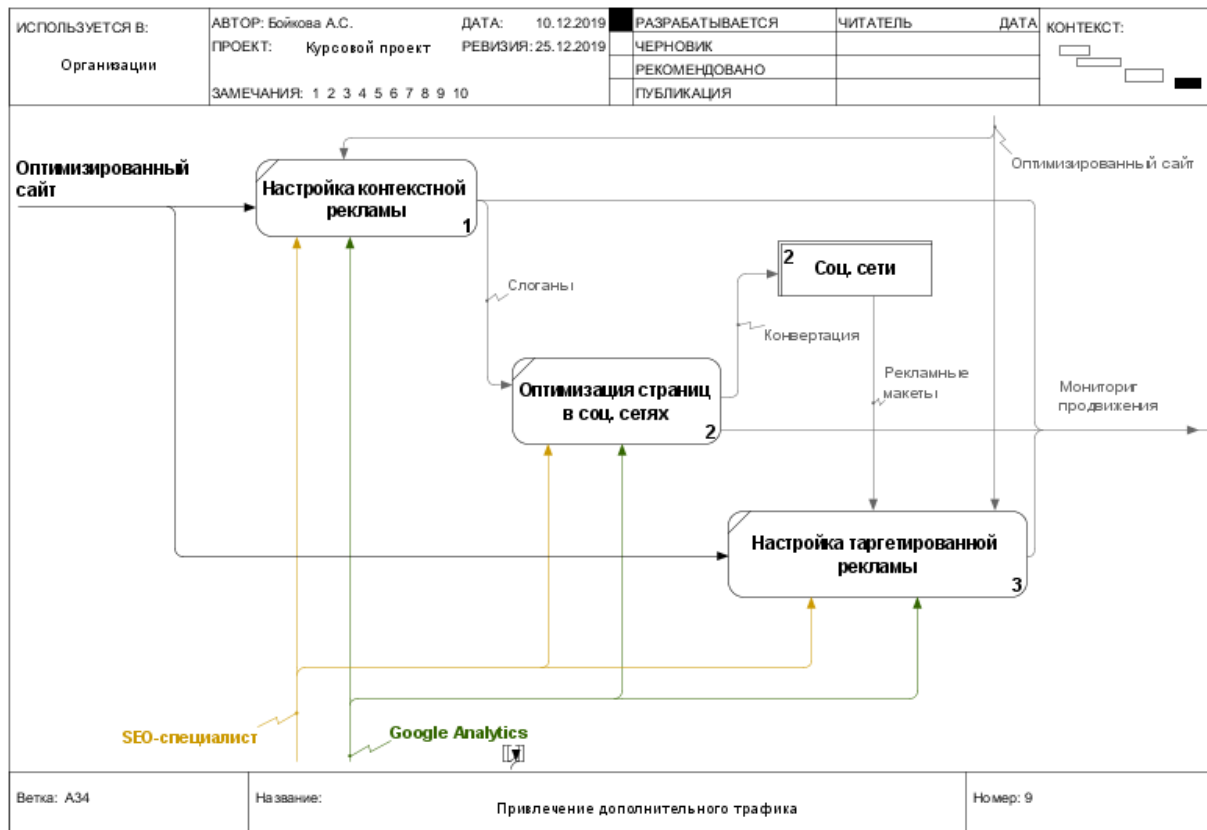 ИСПОЛЬЗУЕТСЯ В:
Организации
АВТОР: Бойкова А.С.
ДАТА: 10.12.2019
ПРОЕКТ: Курсовой проект
РЕВИЗИЯ: 25.12.2019
ЗАМЕЧАНИЯ: 1 2 3 4 5 6 7 8 9 10
РАЗРАБАТЫВАЕТСЯ
ЧЕРНОВИК
РЕКОМЕНДОВАНО
ПУБЛИКАЦИЯ
ЧИТАТЕЛЬ
ДАТА
КОНТЕКСТ:
Оптимизированный
сайт
Оптимизированный сайт
Настройка контекстной
рекламы
1
Слоганы
2
Соц. сети
Конвертация
Оптимизация страниц
в соц. сетях
2
Рекламные
макеты
Мониториг
продвижения
Настройка таргетированной
рекламы
3
SEO-специалист
Google Analytics
Ветка: А34
Название:
Привлечение дополнительного трафика
Номер: 9